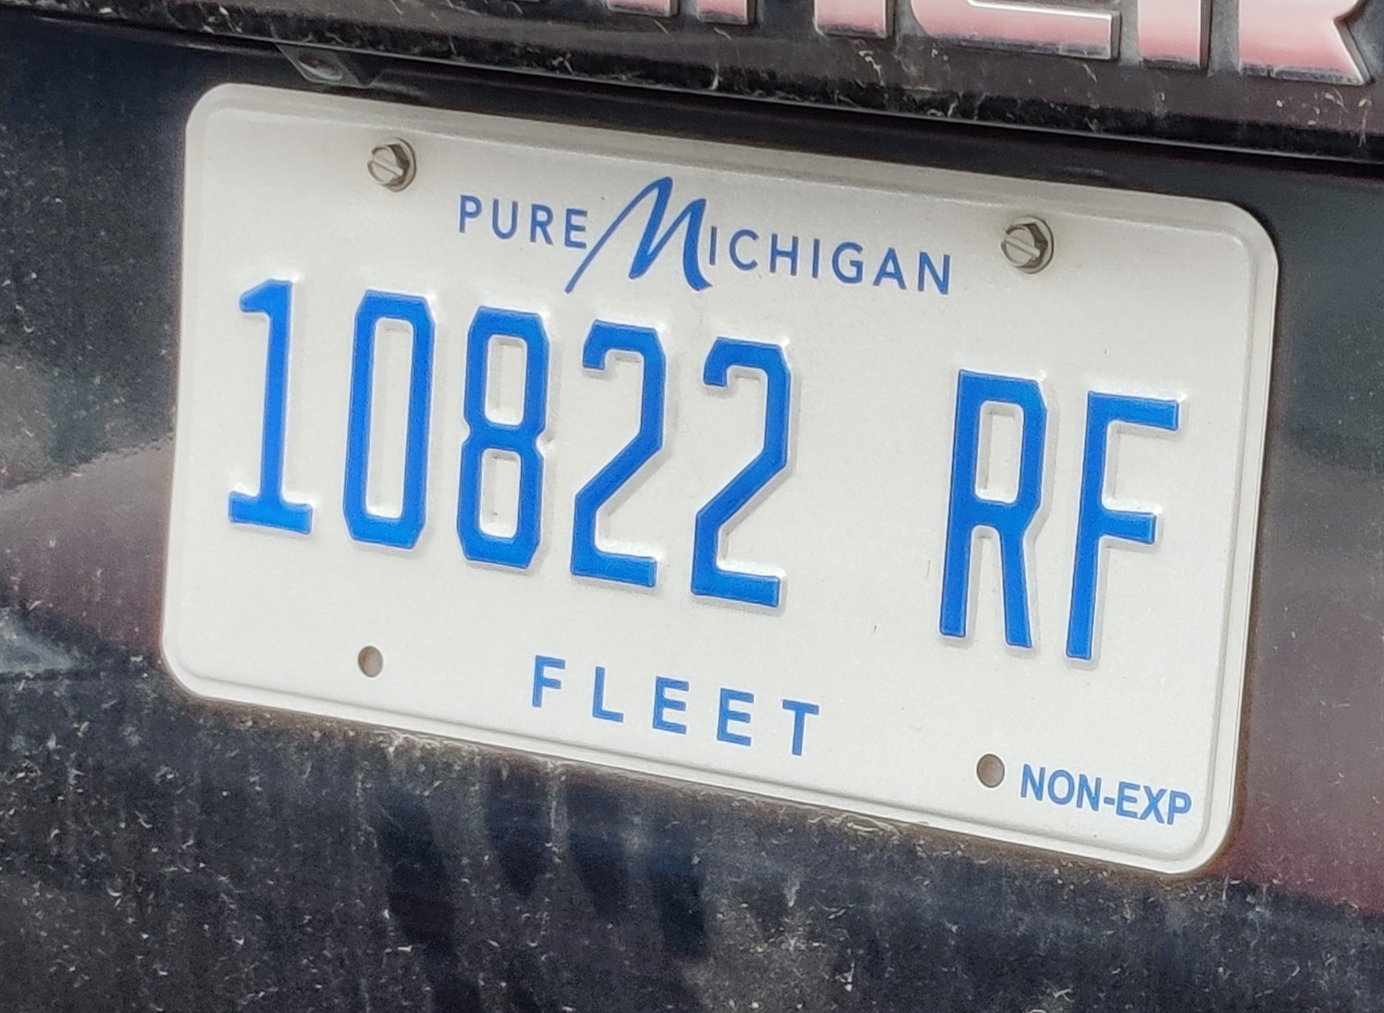 PURE MICHIGAN
10822 RF
FLEET
NON-EXP